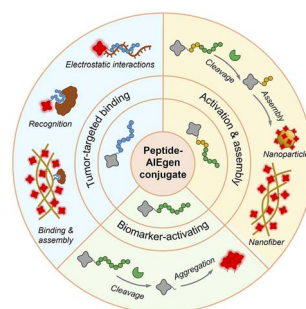 Electrostatic interactions
Recognition
Binding
& assembly
Tumor-targeted binding
Cleavage
Assembly
Nanoparticle
Nanofiber
Activation & assembly
Peptide-
AIEgen
conjugate
Biomarker-activating
Cleavage
Aggregation